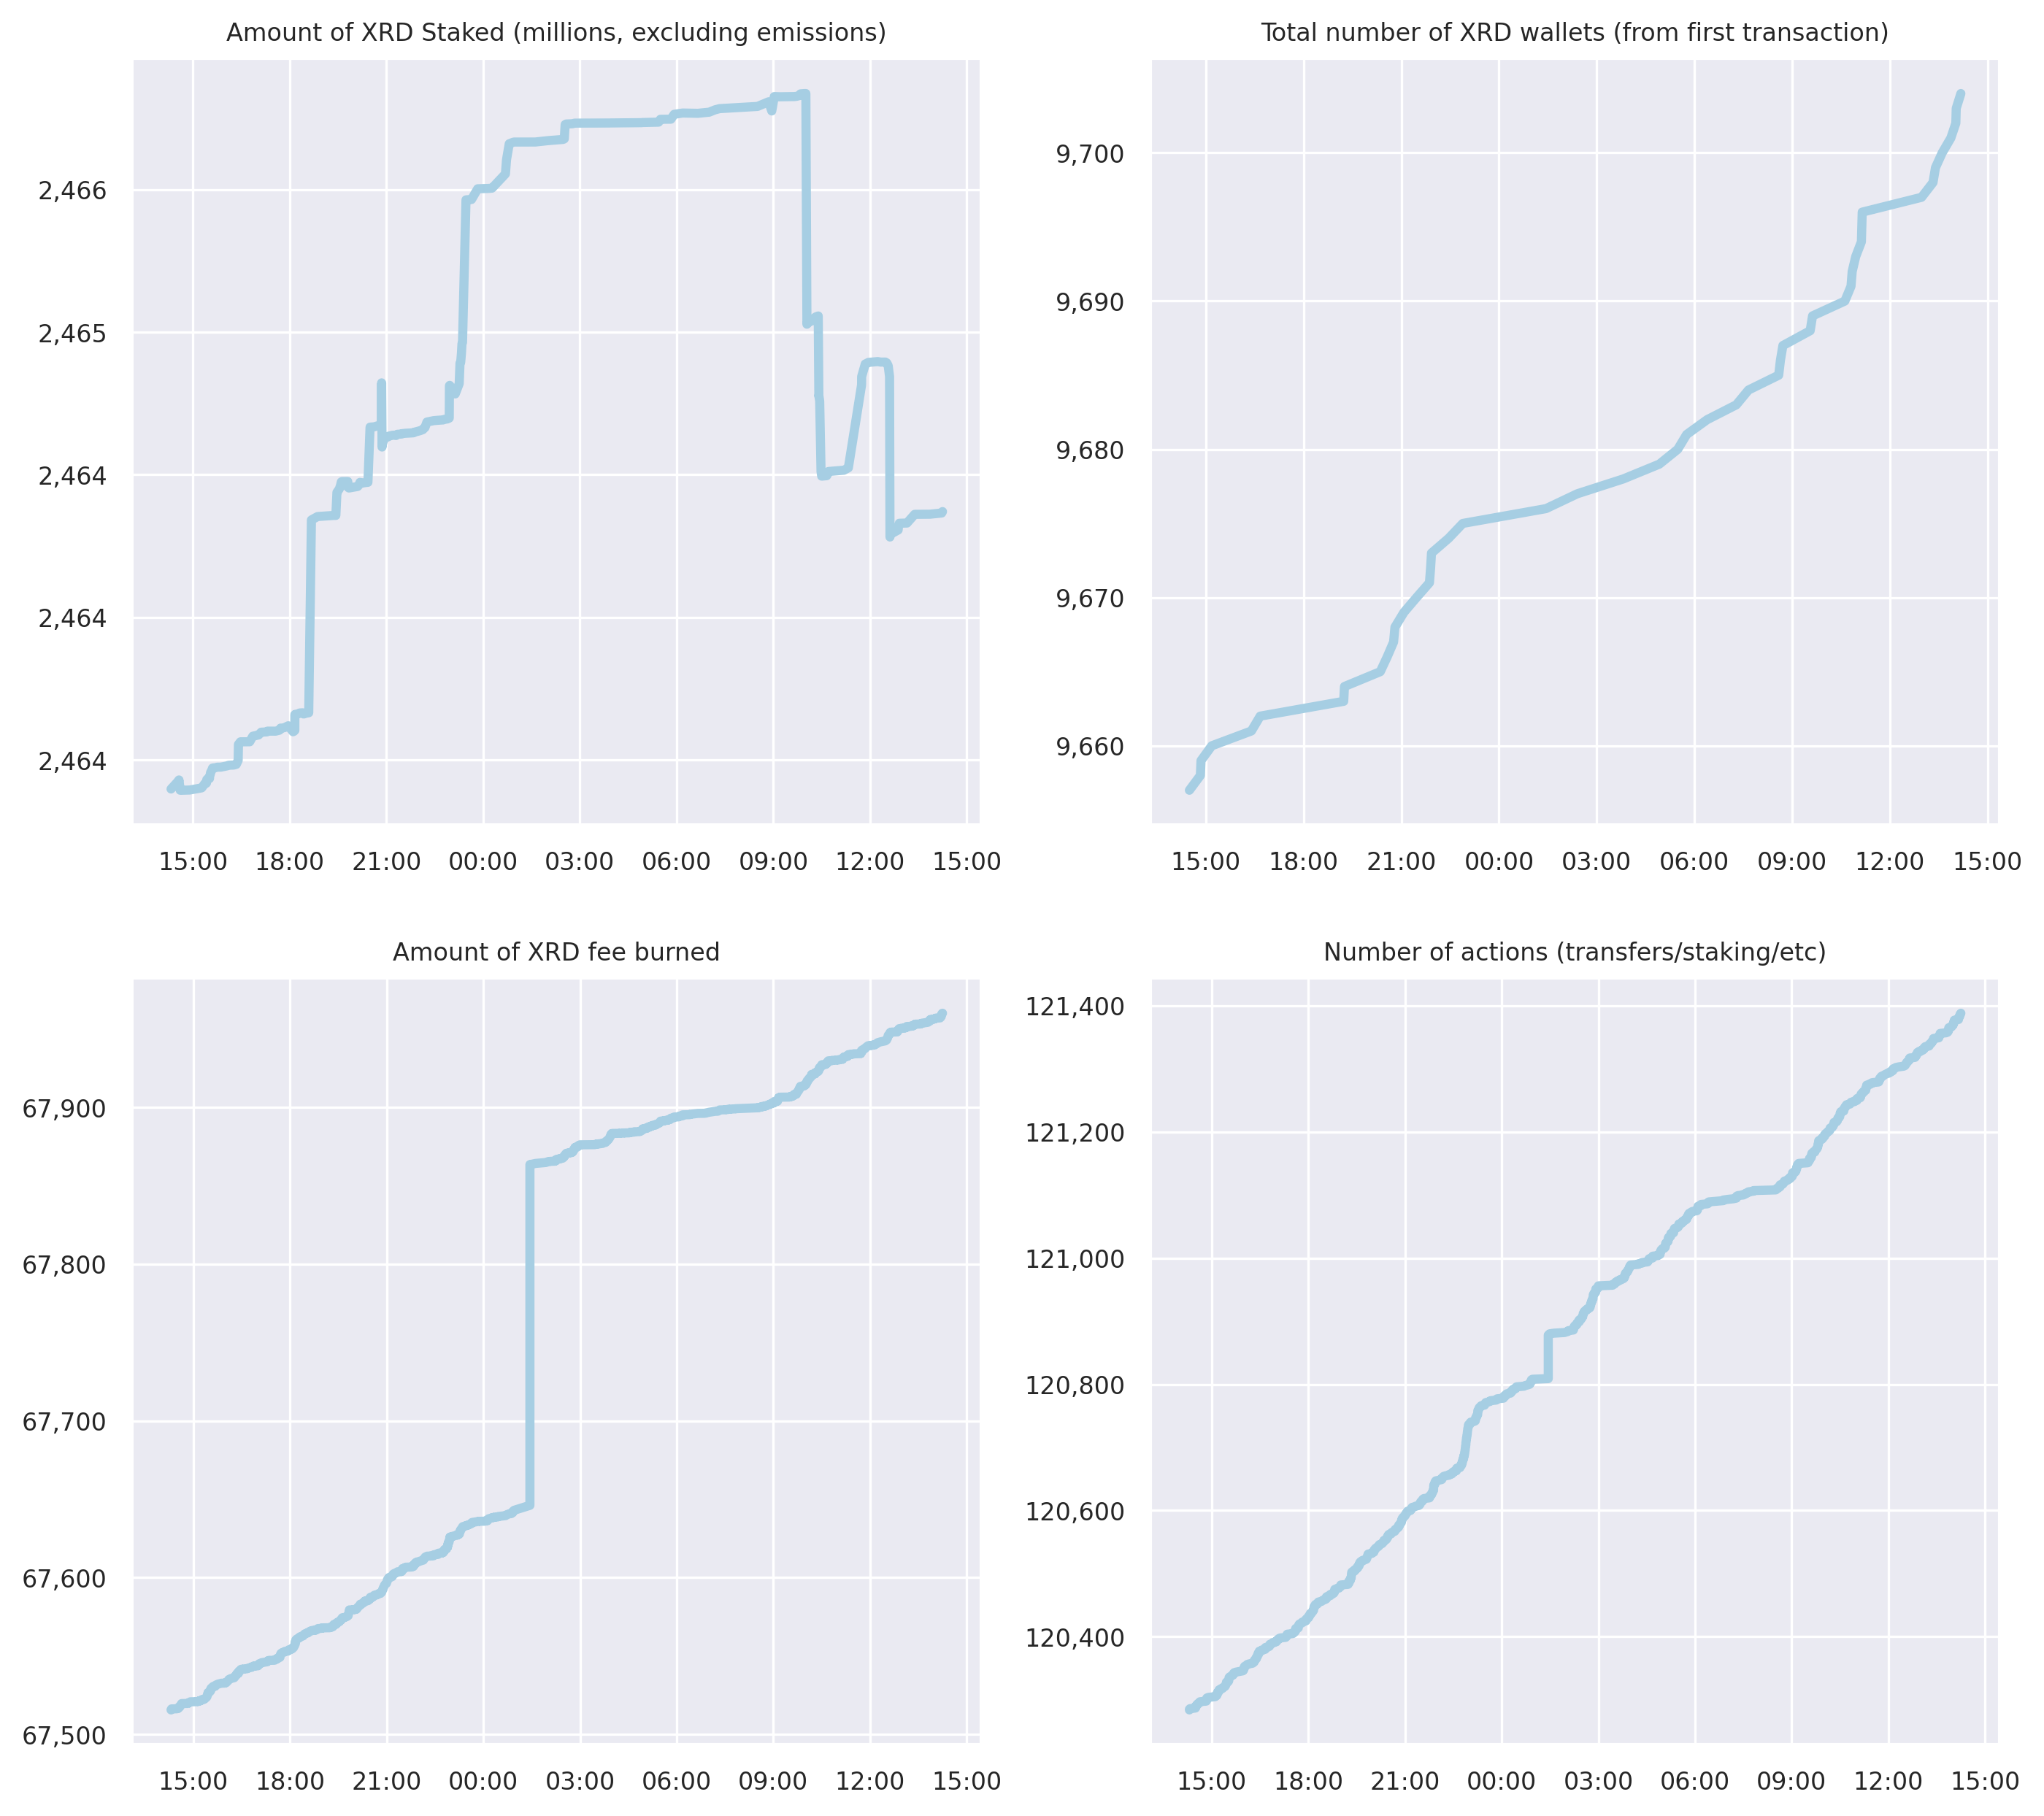 Amount of XRD Staked (millions, excluding emissions)
2,466
2,465
2,464
2,464
2,464
15:00 18:00 21:00 00:00 03:00 06:00 09:00 12:00 15:00
Total number of XRD wallets (from first transaction)
9,700
9,690
9,680
9,670
9,660
15:00 18:00 21:00 00:00 03:00 06:00 09:00 12:00 15:00
Amount of XRD fee burned
67,900
67,800
67,700
67,600
67,500
15:00 18:00 21:00 00:00 03:00 06:00 09:00 12:00 15:00
Number of actions (transfers/staking/etc)
121,400
121,200
121,000
120,800
120,600
120,400
15:00 18:00 21:00 00:00 03:00 06:00 09:00 12:00 15:00